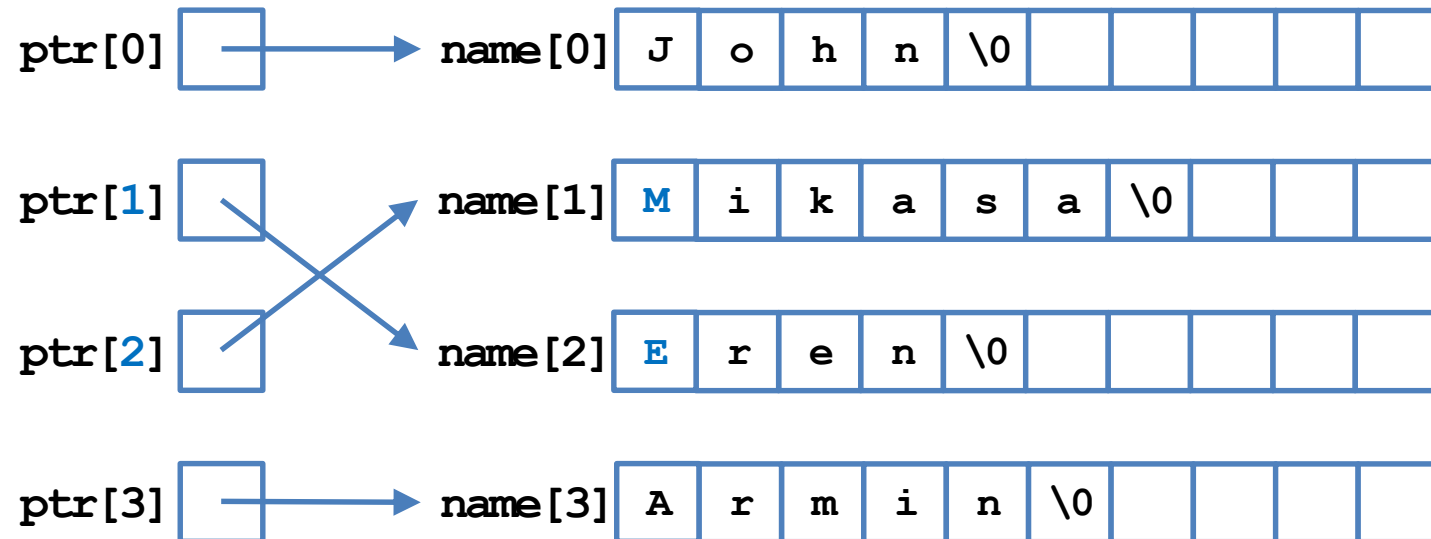 ptr[0] name[0] J o h n \0
ptr[1] name[1] M i k a s a \0
ptr[2] name[2] E r e n \0
ptr[3] name[3] A r m i n \0